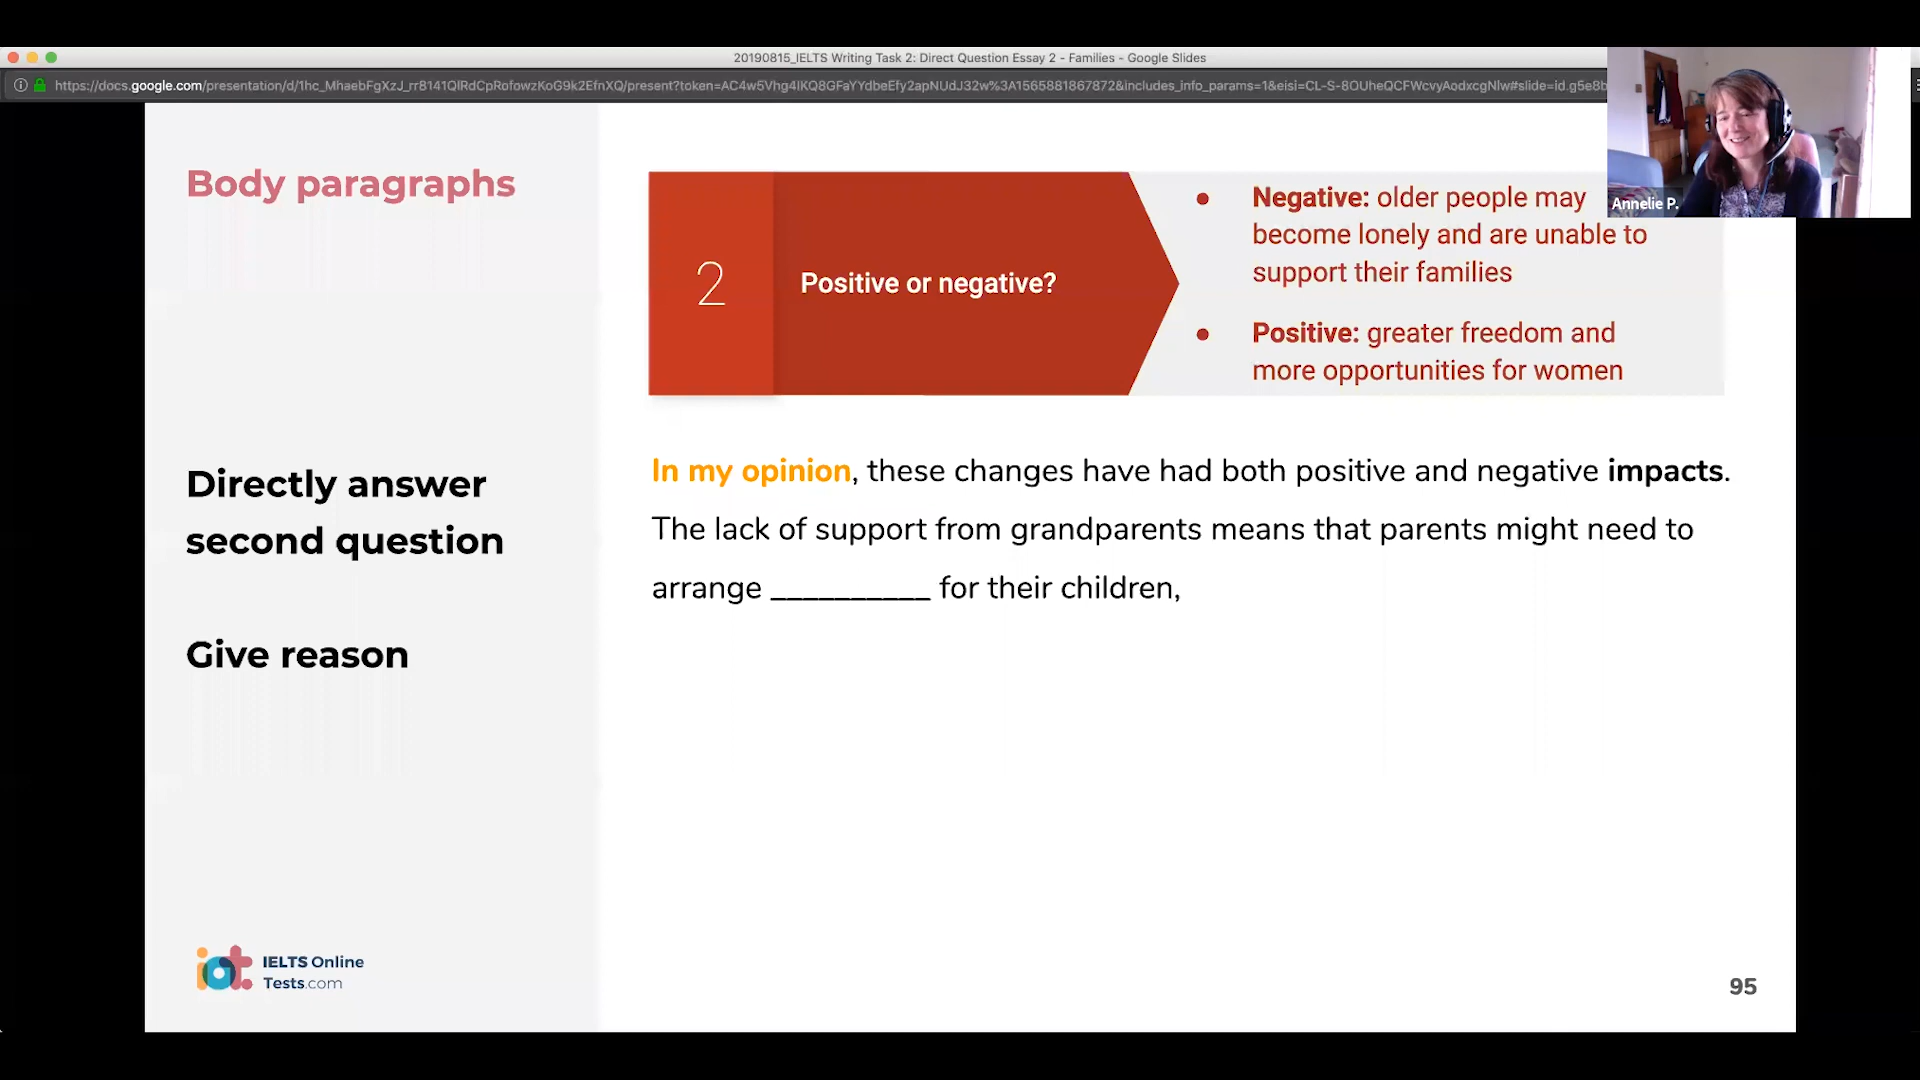 20190815_IELTS Writing Task 2: Direct Question Essay 2 - Families - Google Slides
Annelie P.
Body paragraphs
2
Positive or negative?
● Negative: older people may
become lonely and are unable to
support their families
● Positive: greater freedom and
more opportunities for women
Directly answer
second question
Give reason
In my opinion, these changes have had both positive and negative impacts.
The lack of support from grandparents means that parents might need to
arrange __________ for their children,
iot
IELTS Online
Tests.com
95